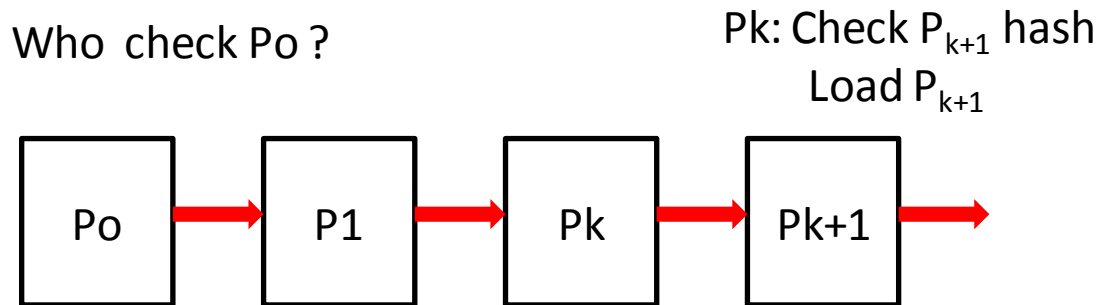 Who check Po ?
Pk: Check Pk+1 hash
Load Pk+1
Po
P1
Pk
Pk+1